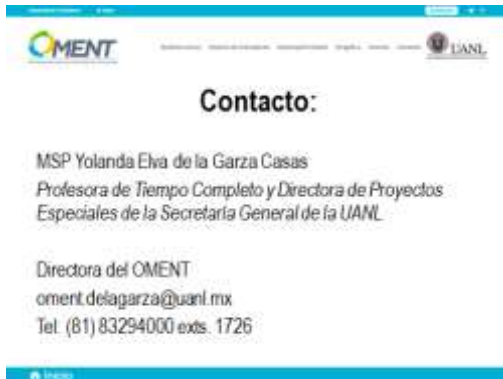 OMENT
UANL
Contacto:
MSP Yolanda Elva de la Garza Casas
Profesora de Tiempo Completo y Directora de Proyectos
Especiales de la Secretaría General de la UANL
Directora del OMENT
oment.delagarza@uanl.mx
Tel. (81) 83294000 exts. 1726
Inicio